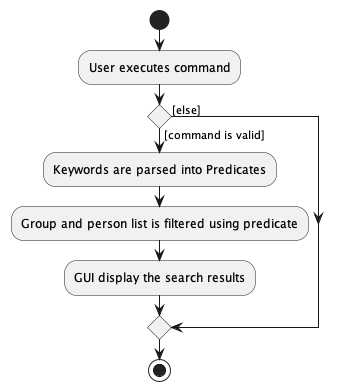 User executes command
[else]
[command is valid]
Keywords are parsed into Predicates
Group and person list is filtered using predicate
GUI display the search results